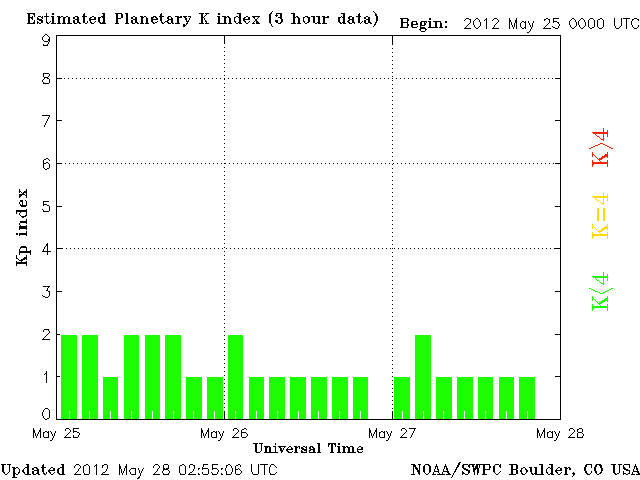 Estimated Planetary K index (3 hour data)
Begin: 2012 May 25 0000 UTC
9
8
7
6
5
4
3
2
1
0
Kp index
K>4
K=4
K<4
May 25
May 26
May 27
May 28
Universal Time
Updated 2012 May 28 02:55:06 UTC
NOAA/SWPC Boulder, CO USA